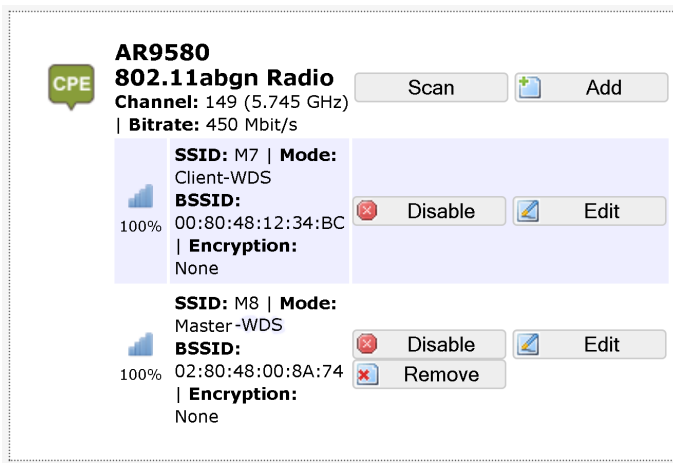 CPE
AR9580
802.11abgn Radio
Channel: 149 (5.745 GHz)
| Bitrate: 450 Mbit/s
Scan
Add
100%
SSID: M7 | Mode:
Client-WDS
BSSID:
00:80:48:12:34:BC
| Encryption:
None
Disable
Edit
100%
SSID: M8 | Mode:
Master-WDS
BSSID:
02:80:48:00:8A:74
| Encryption:
None
Disable
Edit
Remove